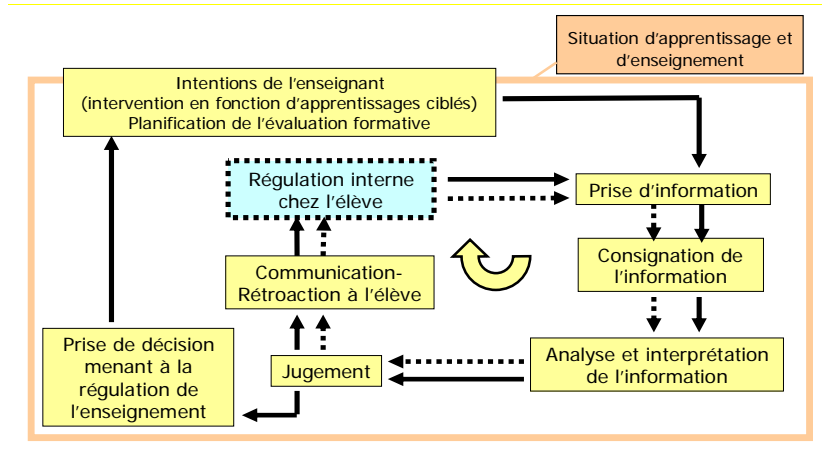 Situation d'apprentissage et
d'enseignement
Intentions de l'enseignant
(intervention en fonction d'apprentissages ciblés)
Planification de l'évaluation formative
Régulation interne
chez l'élève
Prise d'information
Communication-
Rétroaction à l'élève
Consignation de
l'information
Prise de décision
menant à la
régulation de
l'enseignement
Jugement
Analyse et interprétation
de l'information